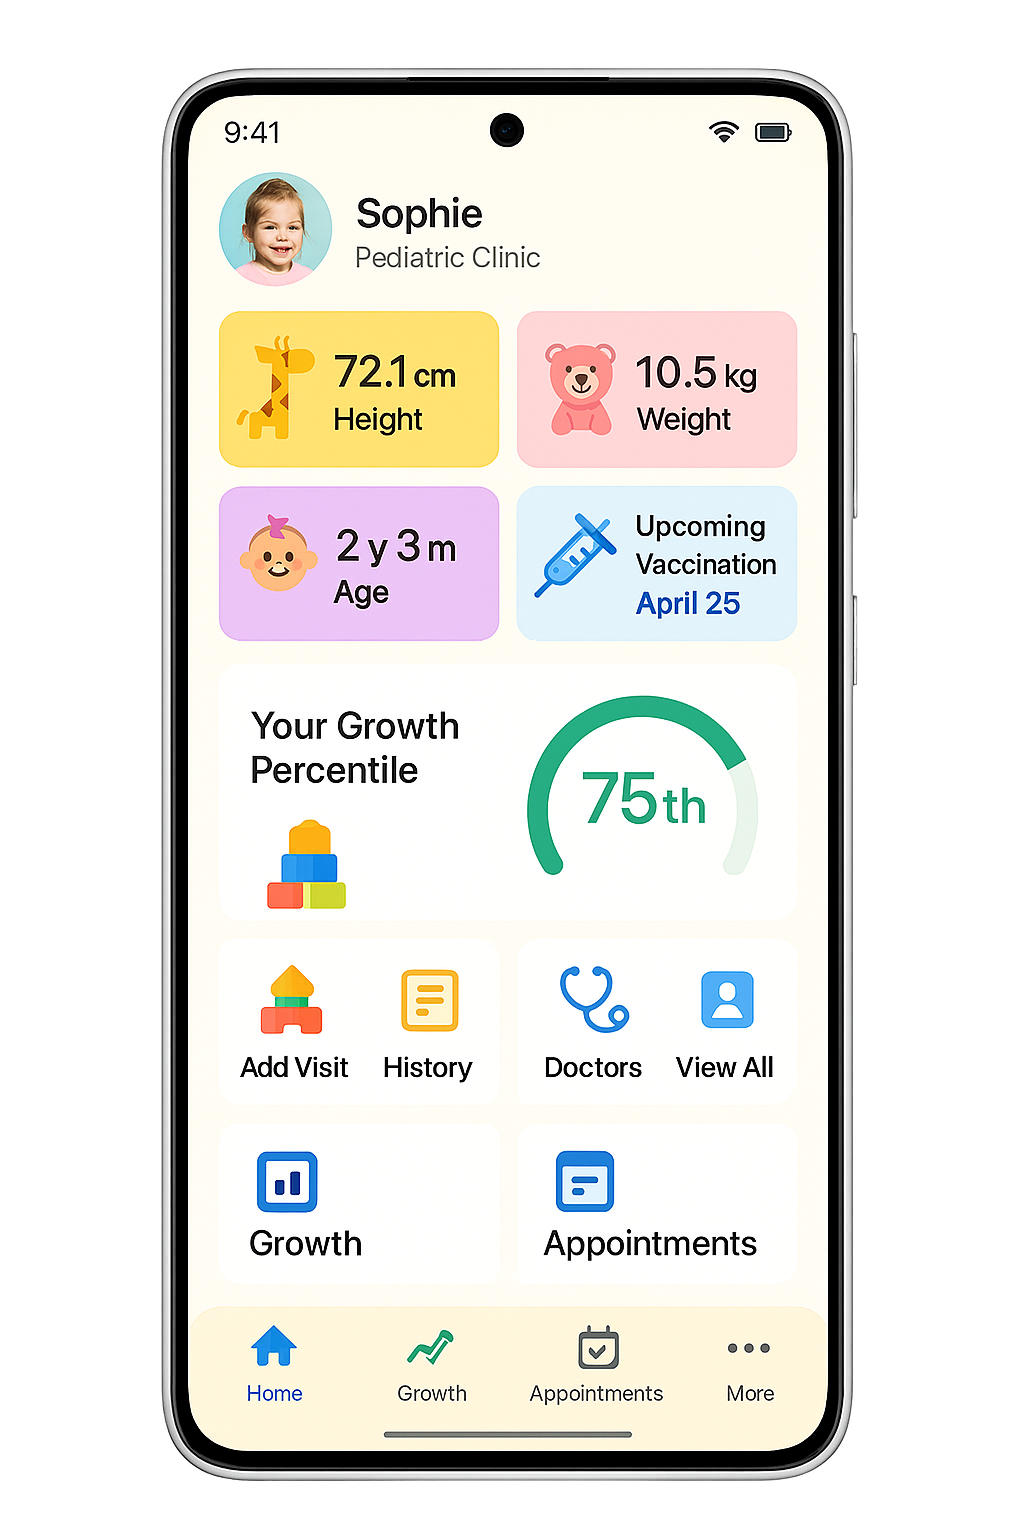 9:41
Sophie
Pediatric Clinic
72.1 cm
Height
10.5 kg
Weight
2 y 3 m
Age
Upcoming
Vaccination
April 25
Your Growth
Percentile
75th
Add Visit
History
Doctors
View All
Growth
Appointments
Home
Growth
Appointments
More